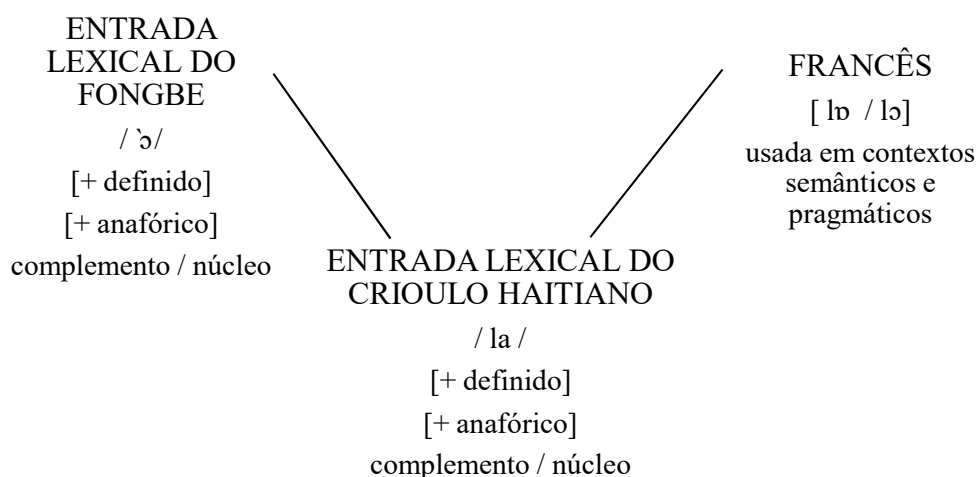 ENTRADA
LEXICAL DO
FONGBE
/ ɔ̀/
[+ definido]
[+ anafórico]
complemento / núcleo
FRANCÊS
[ lɒ / lɔ]
usada em contextos
semânticos e
pragmáticos
ENTRADA LEXICAL DO
CRIOULO HAITIANO
/ la /
[+ definido]
[+ anafórico]
complemento / núcleo